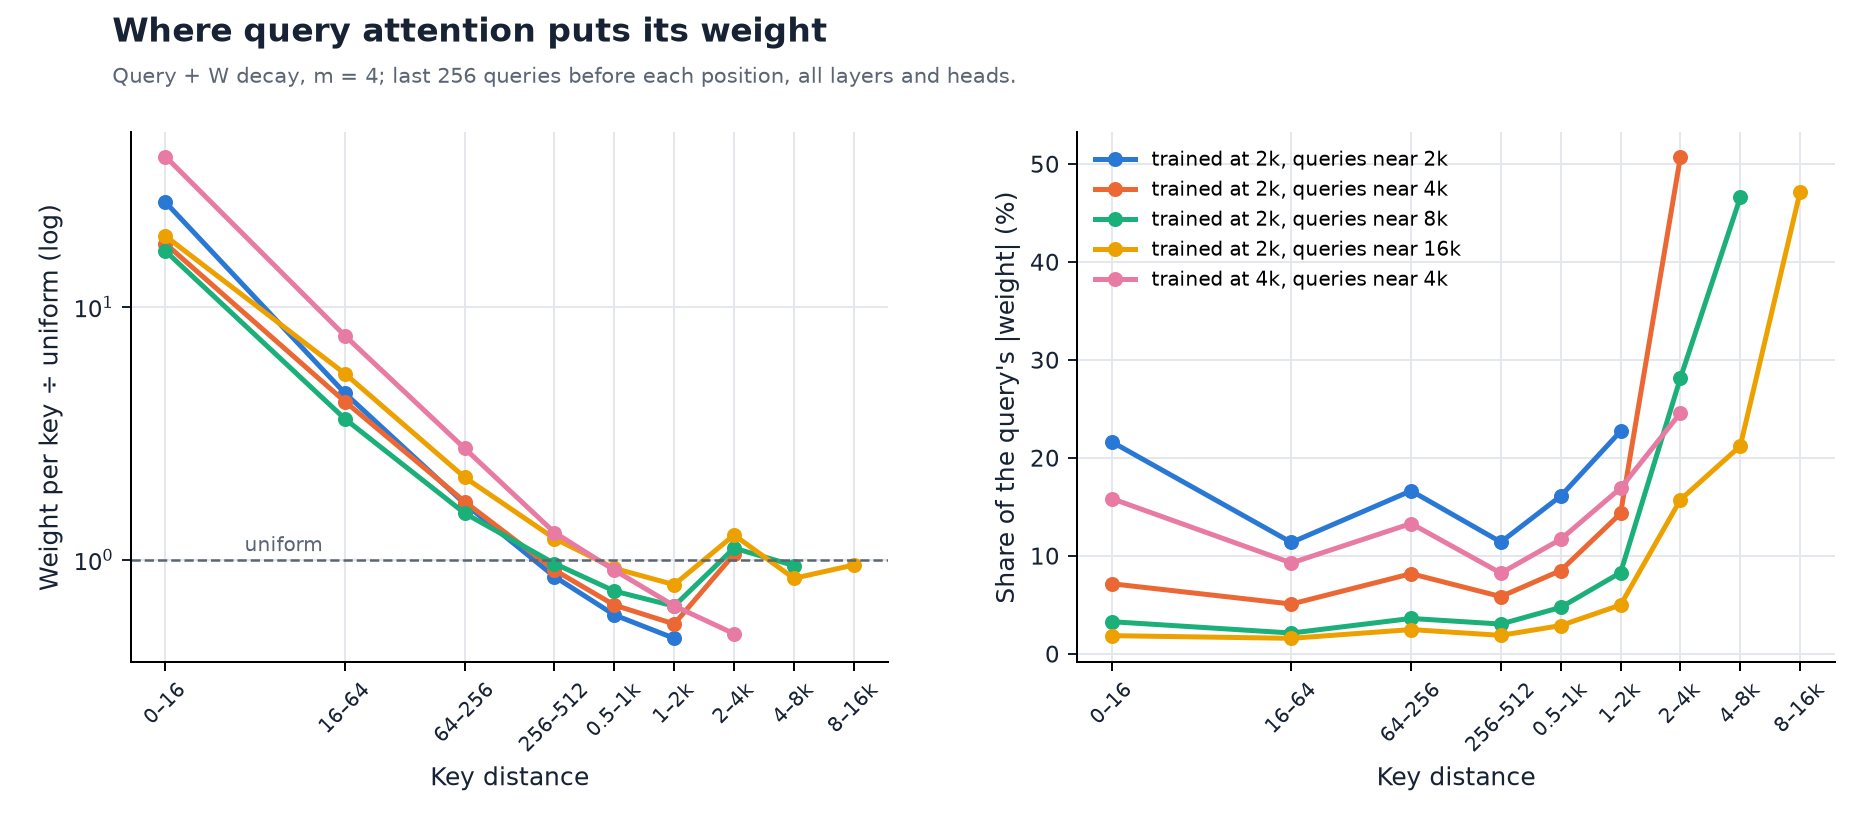 Where query attention puts its weight
Query + W decay, m = 4; last 256 queries before each position, all layers and heads.
Weight per key ÷ uniform (log)
10¹
10⁰
uniform
0–16
16–64
64–256
256–512
0.5–1k
1–2k
2–4k
4–8k
8–16k
Key distance
Share of the query's |weight| (%)
50
40
30
20
10
0
trained at 2k, queries near 2k
trained at 2k, queries near 4k
trained at 2k, queries near 8k
trained at 2k, queries near 16k
trained at 4k, queries near 4k
0–16
16–64
64–256
256–512
0.5–1k
1–2k
2–4k
4–8k
8–16k
Key distance